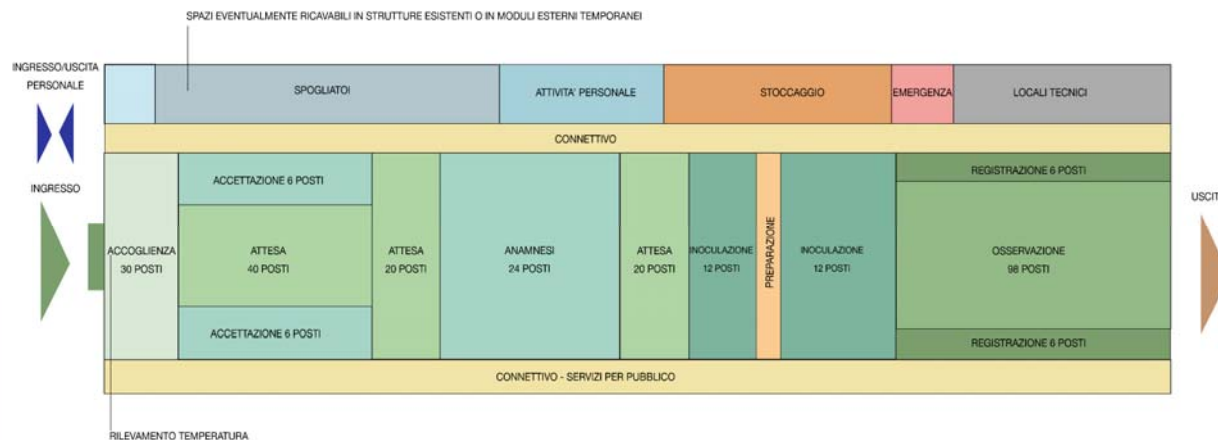 SPAZI EVENTUALMENTE RICAVABILI IN STRUTTURE ESISTENTI O IN MODULI ESTERNI TEMPORANEI
INGRESSO/USCITA
PERSONALE
SPOGLIATOI
ATTIVITA' PERSONALE
STOCCAGGIO
EMERGENZA
LOCALI TECNICI
CONNETTIVO
INGRESSO
ACCOGLIENZA
30 POSTI
ACCETTAZIONE 6 POSTI
ATTESA
40 POSTI
ACCETTAZIONE 6 POSTI
ATTESA
20 POSTI
ANAMNESI
24 POSTI
ATTESA
20 POSTI
INOCULAZIONE
12 POSTI
PREPARAZIONE
INOCULAZIONE
12 POSTI
REGISTRAZIONE 6 POSTI
OSSERVAZIONE
98 POSTI
REGISTRAZIONE 6 POSTI
USCIT
CONNETTIVO - SERVIZI PER PUBBLICO
RILEVAMENTO TEMPERATURA